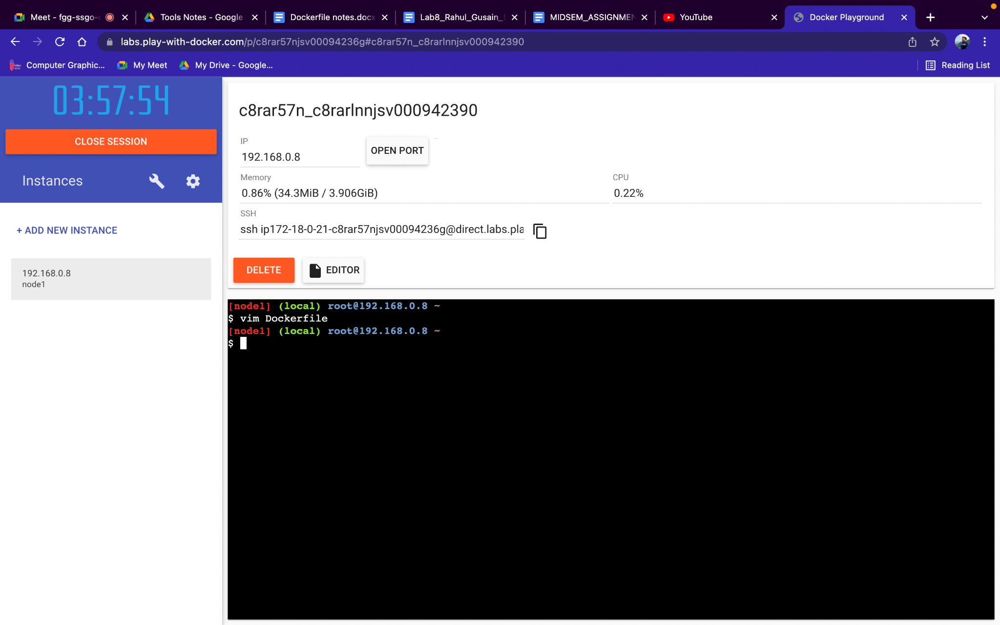 Meet - fgg-ssgo-
Tools Notes - Google
Dockerfile notes.docx
Lab8_Rahul_Gusain_
MIDSEM_ASSIGNMEN
YouTube
Docker Playground
labs.play-with-docker.com/p/c8rar57njsv00094236g#c8rar57n_c8rarlnnjsv000942390
Computer Graphic...
My Meet
My Drive - Google...
Reading List
03:57:54
CLOSE SESSION
Instances
+ ADD NEW INSTANCE
192.168.0.8
node1
c8rar57n_c8rarlnnjsv000942390
IP
192.168.0.8
OPEN PORT
Memory
0.86% (34.3MiB / 3.906GiB)
CPU
0.22%
SSH
ssh ip172-18-0-21-c8rar57njsv00094236g@direct.labs.pla
DELETE
EDITOR
[node1] (local) root@192.168.0.8 ~
$ vim Dockerfile
[node1] (local) root@192.168.0.8 ~
$